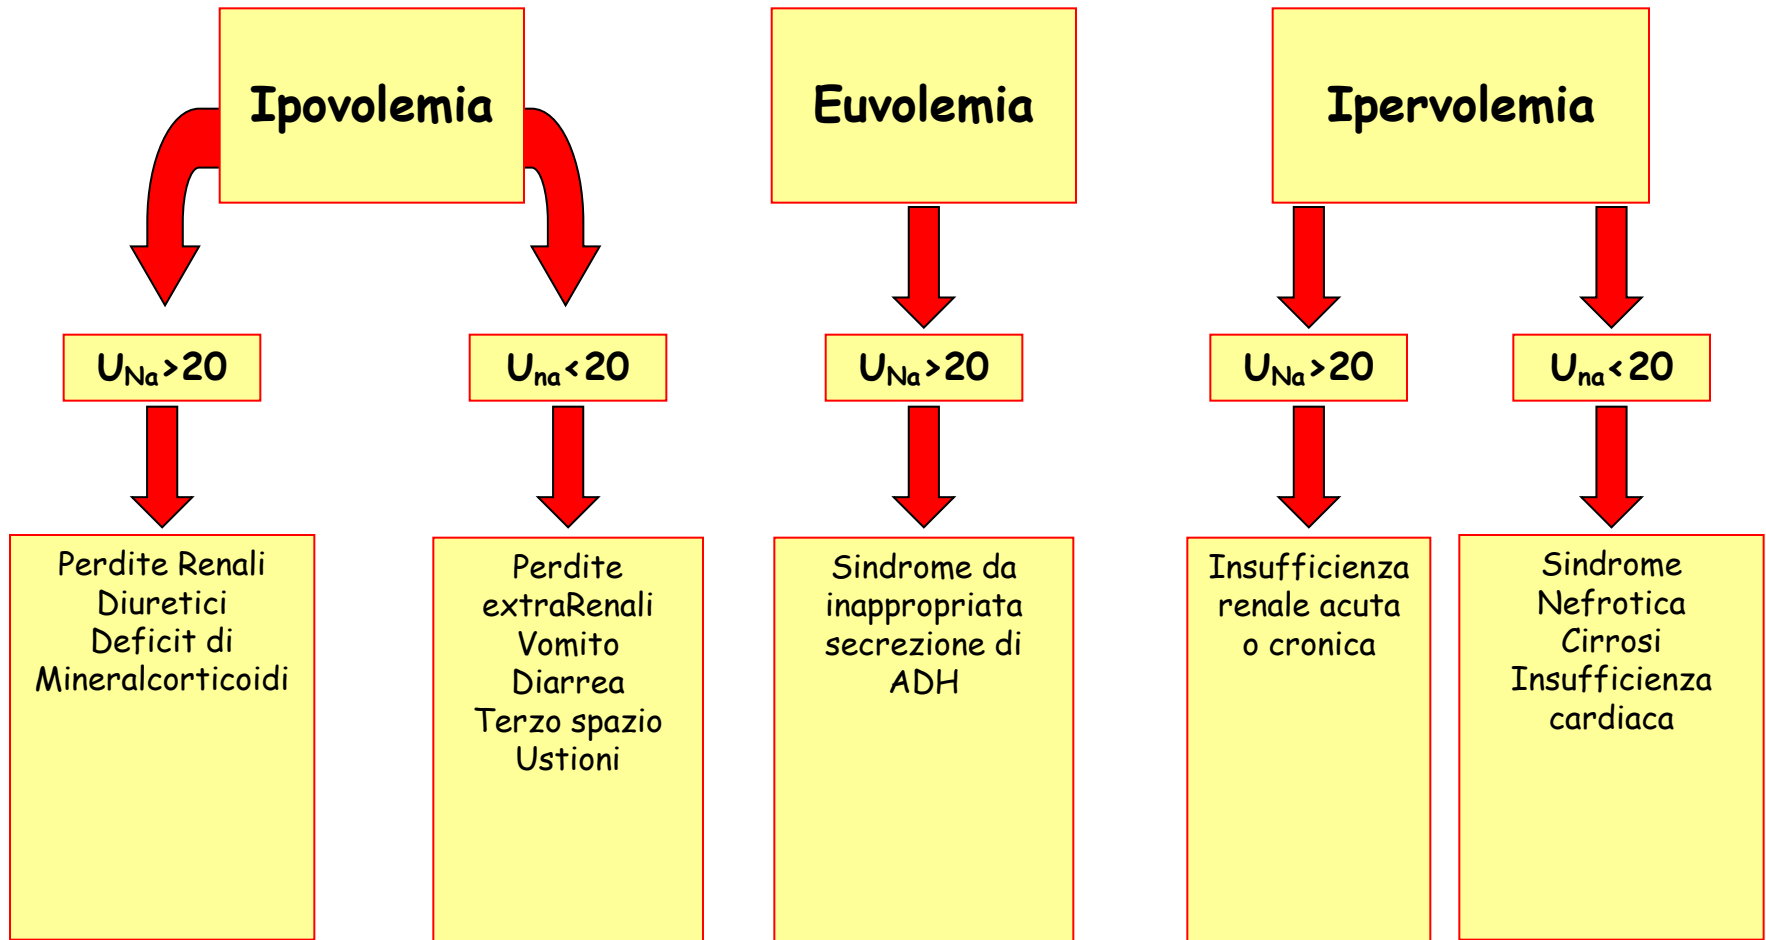 Ipovolemia
Euvolemia
Ipervolemia
UNa>20
Una<20
UNa>20
UNa>20
Una<20
Perdite Renali
Diuretici
Deficit di
Mineralcorticoidi
Perdite
extraRenali
Vomito
Diarrea
Terzo spazio
Ustioni
Sindrome da
inappropriata
secrezione di
ADH
Insufficienza
renale acuta
o cronica
Sindrome
Nefrotica
Cirrosi
Insufficienza
cardiaca